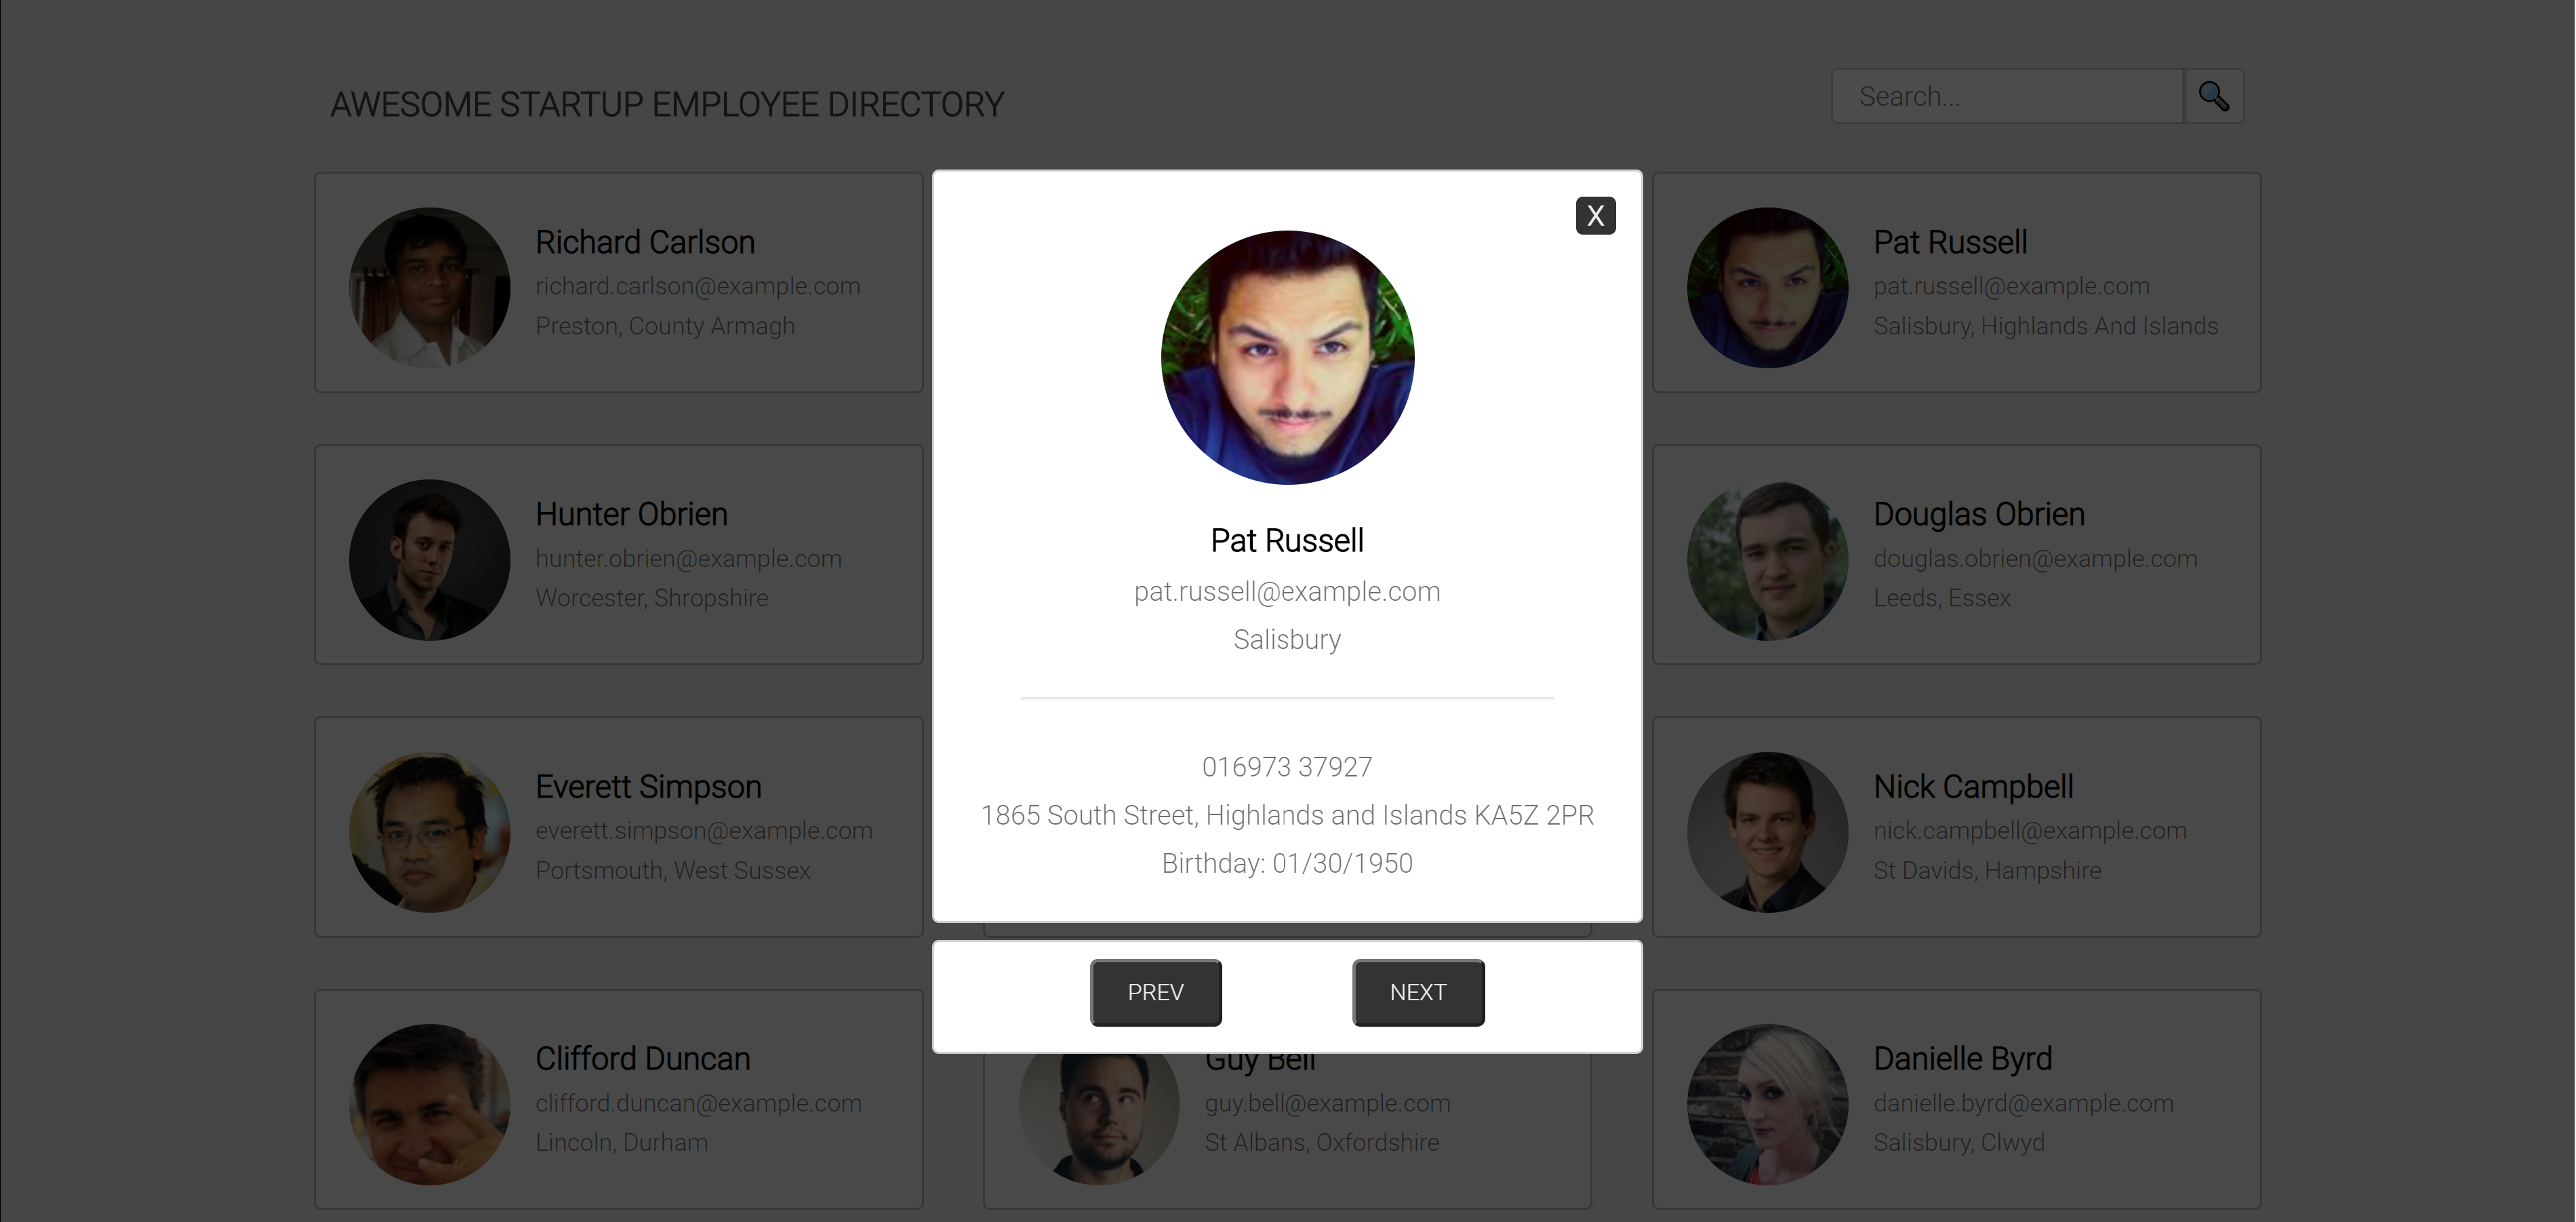 AWESOME STARTUP EMPLOYEE DIRECTORY
Search...
X
Richard Carlson
richard.carlson@example.com
Preston, County Armagh
Pat Russell
pat.russell@example.com
Salisbury
016973 37927
1865 South Street, Highlands and Islands KA5Z 2PR
Birthday: 01/30/1950
PREV
NEXT
Pat Russell
pat.russell@example.com
Salisbury, Highlands And Islands
Hunter Obrien
hunter.obrien@example.com
Worcester, Shropshire
Douglas Obrien
douglas.obrien@example.com
Leeds, Essex
Everett Simpson
everett.simpson@example.com
Portsmouth, West Sussex
Nick Campbell
nick.campbell@example.com
St Davids, Hampshire
Clifford Duncan
clifford.duncan@example.com
Lincoln, Durham
Guy Bell
guy.bell@example.com
St Albans, Oxfordshire
Danielle Byrd
danielle.byrd@example.com
Salisbury, Clwyd